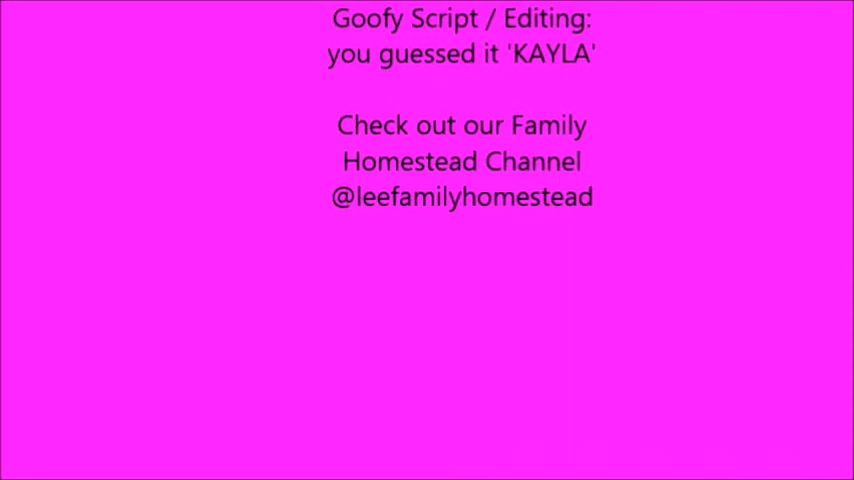 Goofy Script / Editing:
you guessed it 'KAYLA'
Check out our Family
Homestead Channel
@leefamilyhomestead